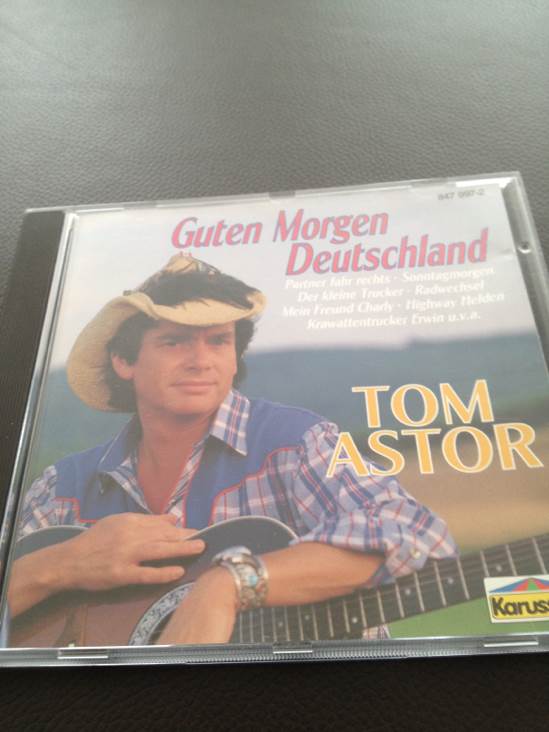 847 997-2
Guten Morgen
Deutschland
Partner fahr rechts · Sonntagmorgen
Der kleine Trucker · Radwechsel
Mein Freund Charly · Highway Helden
Krawattentrucker Erwin u.v.a.
TOM
ASTOR
Karuss